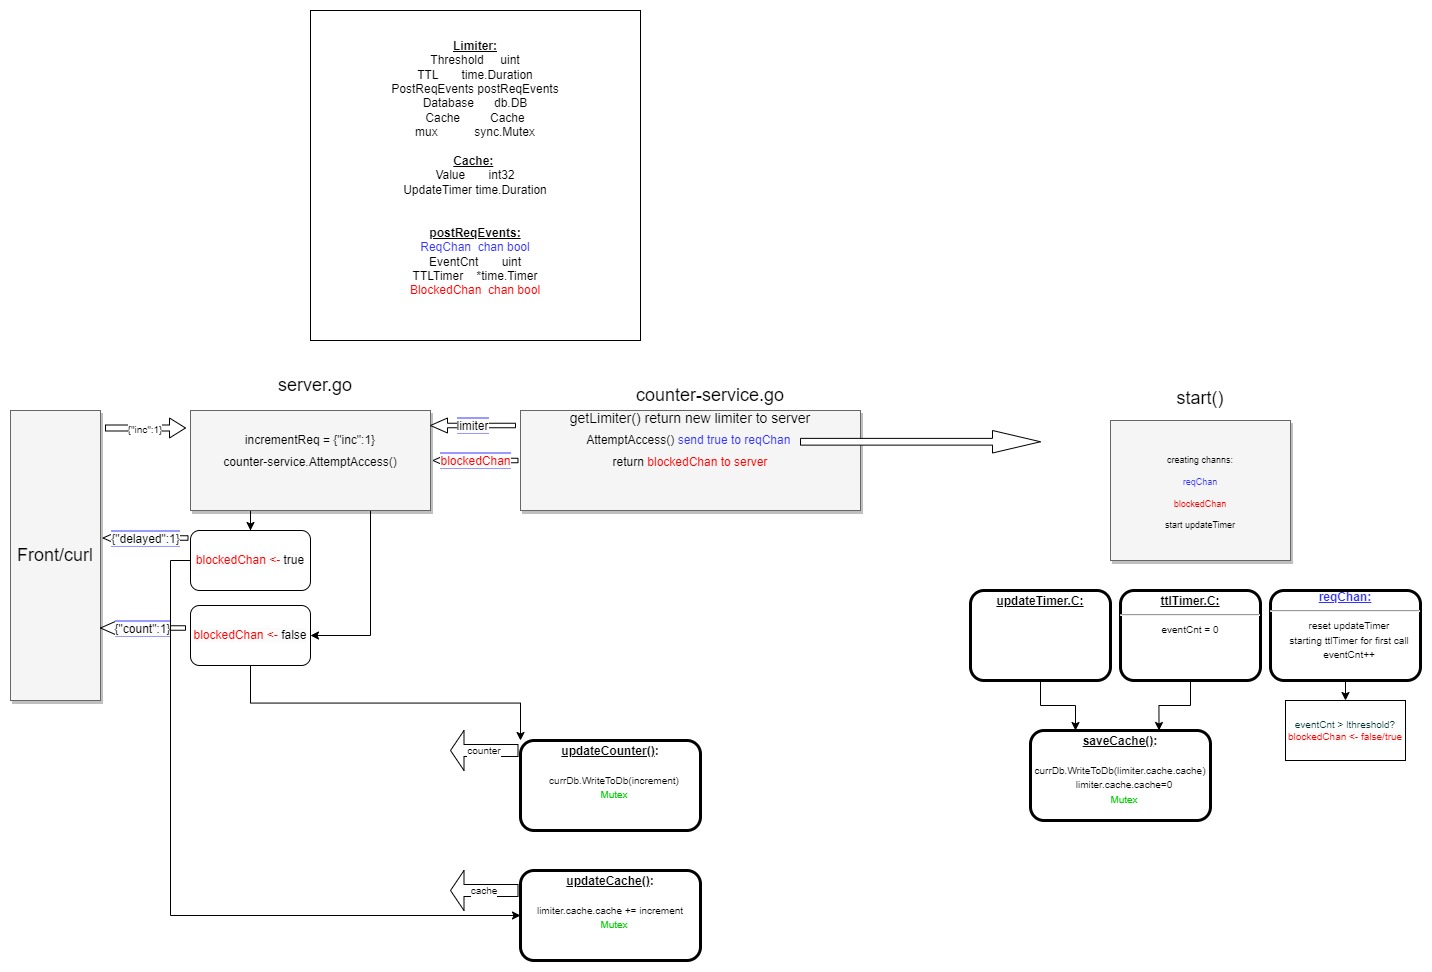 Limiter:
Threshold uint
TTL time.Duration
PostReqEvents postReqEvents
Database db.DB
Cache Cache
mux sync.Mutex
Cache:
Value int32
UpdateTimer time.Duration
postReqEvents:
ReqChan chan bool
EventCnt uint
TTLTimer *time.Timer
BlockedChan chan bool
server.go
counter-service.go
start()
Front/curl
{"inc":1}
incrementReq = {"inc":1}
counter-service.AttemptAccess()
limiter
blockedChan
getLimiter() return new limiter to server
AttemptAccess() send true to reqChan
return blockedChan to server
creating channs:
reqChan
blockedChan
start updateTimer
{"delayed":1}
blockedChan <- true
{"count":1}
blockedChan <- false
updateTimer.C:
ttlTimer.C:
eventCnt = 0
reqChan:
reset updateTimer
starting ttlTimer for first call
eventCnt++
eventCnt > lthreshold?
blockedChan <- false/true
saveCache():
currDb.WriteToDb(limiter.cache.cache)
limiter.cache.cache=0
Mutex
counter
updateCounter():
currDb.WriteToDb(increment)
Mutex
cache
updateCache():
limiter.cache.cache += increment
Mutex